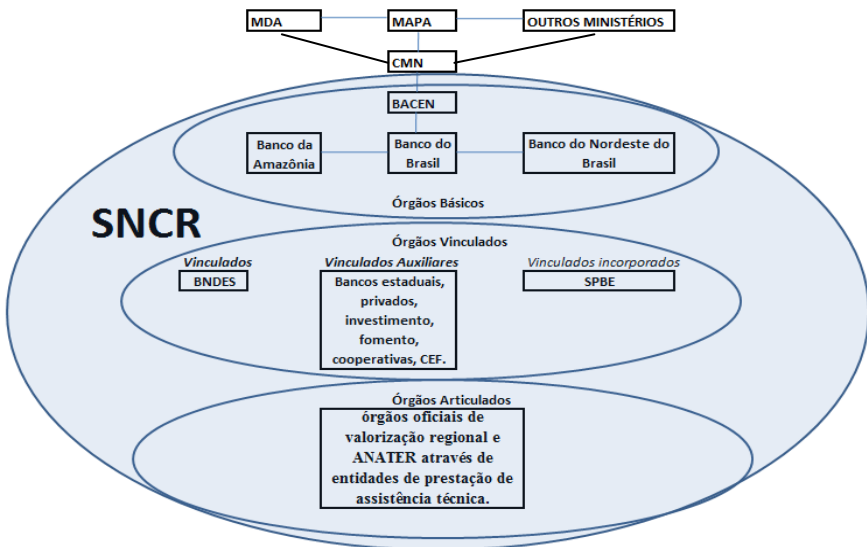 MDA
MAPA
OUTROS MINISTÉRIOS
CMN
BACEN
Banco da
Amazônia
Banco do
Brasil
Banco do Nordeste do
Brasil
Órgãos Básicos
SNCR
Órgãos Vinculados
Vinculados
BNDES
Vinculados Auxiliares
Bancos estaduais,
privados,
investimento,
fomento,
cooperativas, CEF.
Vinculados incorporados
SPBE
Órgãos Articulados
órgãos oficiais de
valorização regional e
ANATER através de
entidades de prestação de
assistência técnica.